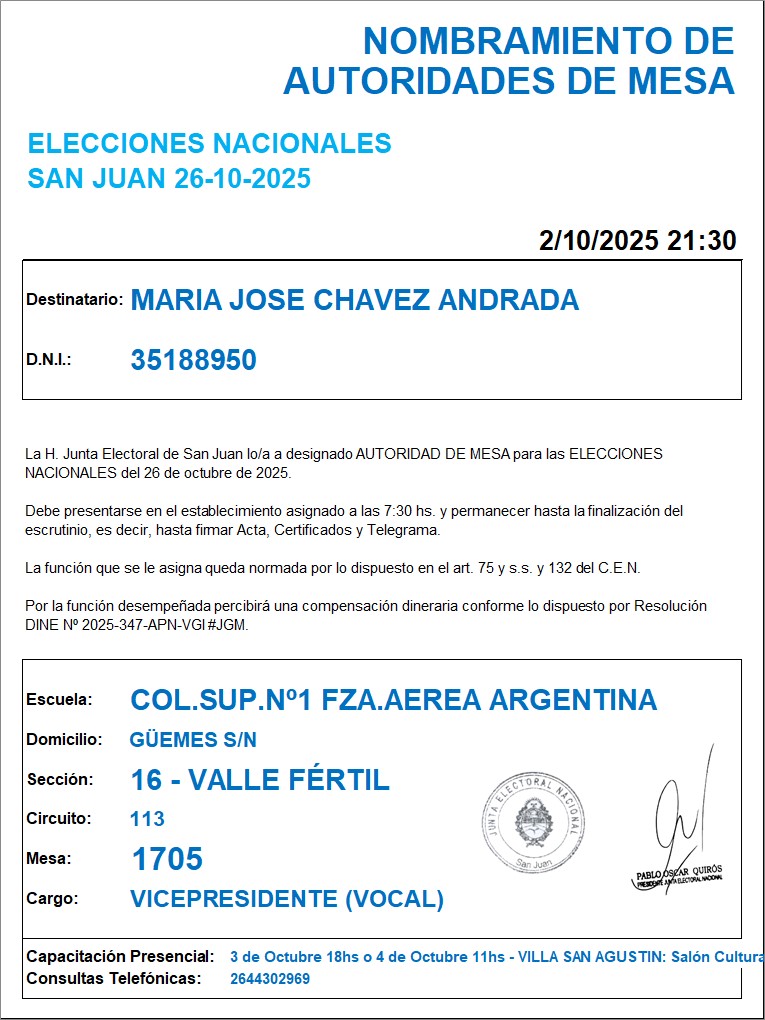 NOMBRAMIENTO DE
AUTORIDADES DE MESA
ELECCIONES NACIONALES
SAN JUAN 26-10-2025
2/10/2025 21:30
Destinatario: MARIA JOSE CHAVEZ ANDRADA
D.N.I.: 35188950
La H. Junta Electoral de San Juan lo/a a designado AUTORIDAD DE MESA para las ELECCIONES
NACIONALES del 26 de octubre de 2025.
Debe presentarse en el establecimiento asignado a las 7:30 hs. y permanecer hasta la finalización del
escrutinio, es decir, hasta firmar Acta, Certificados y Telegrama.
La función que se le asigna queda normada por lo dispuesto en el art. 75 y s.s. y 132 del C.E.N.
Por la función desempeñada percibirá una compensación dineraria conforme lo dispuesto por Resolución
DINE Nº 2025-347-APN-VGI#JGM.
Escuela: COL.SUP.Nº1 FZA.AEREA ARGENTINA
Domicilio: GÜEMES S/N
Sección: 16 - VALLE FÉRTIL
Circuito: 113
Mesa: 1705
Cargo: VICEPRESIDENTE (VOCAL)
JUNTA ELECTORAL NACIONAL
San Juan
PABLO OSCAR QUIRÓS
PRESIDENTE JUNTA ELECTORAL NACIONAL
Capacitación Presencial: 3 de Octubre 18hs o 4 de Octubre 11hs - VILLA SAN AGUSTIN: Salón Cultura
Consultas Telefónicas: 2644302969